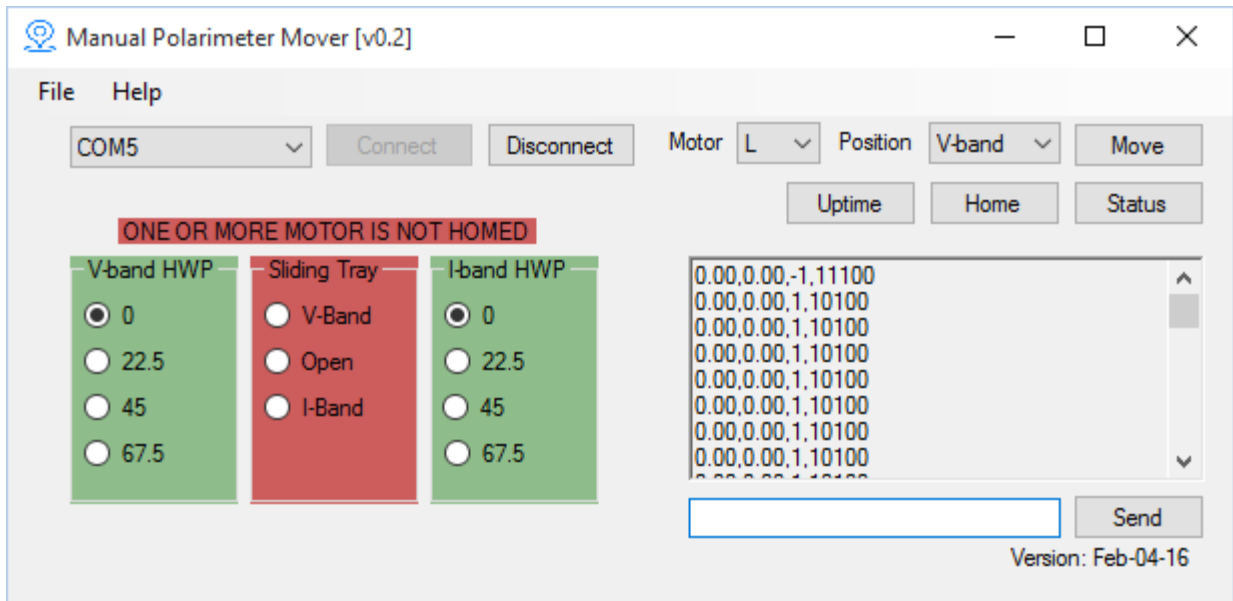 Manual Polarimeter Mover [v0.2]
File Help
COM5 Connect Disconnect Motor L Position V-band Move
Uptime Home Status
ONE OR MORE MOTOR IS NOT HOMED
V-band HWP
0
22.5
45
67.5
Sliding Tray
V-Band
Open
I-Band
I-band HWP
0
22.5
45
67.5
0.00,0.00,-1,11100
0.00,0.00,1,10100
0.00,0.00,1,10100
0.00,0.00,1,10100
0.00,0.00,1,10100
0.00,0.00,1,10100
0.00,0.00,1,10100
0.00,0.00,1,10100
Send
Version: Feb-04-16